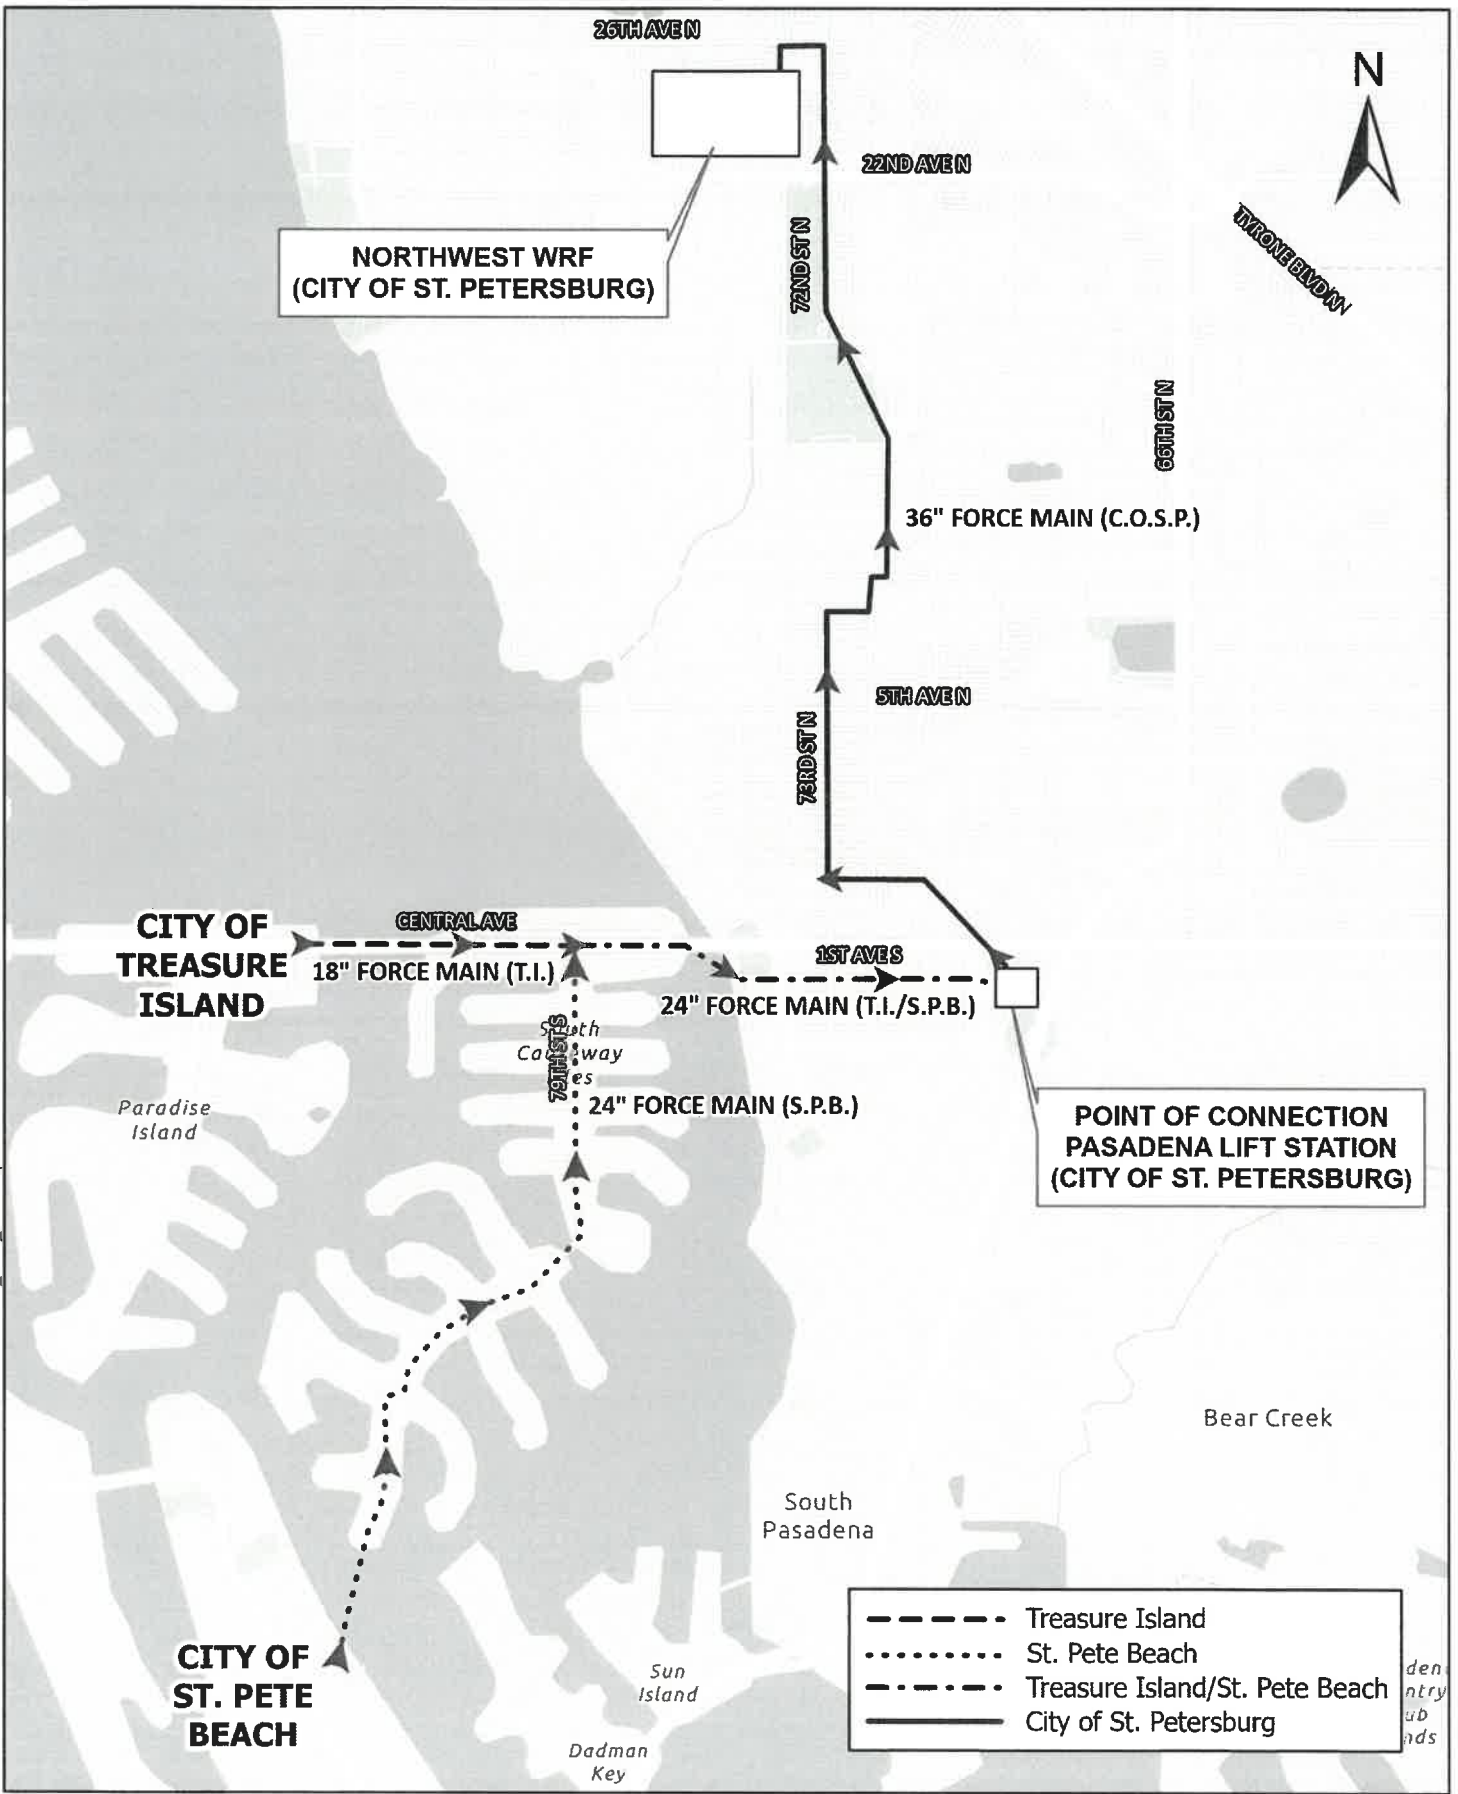 26TH AVE N
N
22ND AVE N
TYRONE BLVD N
NORTHWEST WRF
(CITY OF ST. PETERSBURG)
72ND ST N
66TH ST N
36" FORCE MAIN (C.O.S.P.)
5TH AVE N
73RD ST N
CITY OF
TREASURE
ISLAND
CENTRAL AVE
18" FORCE MAIN (T.I.)
1ST AVE S
24" FORCE MAIN (T.I./S.P.B.)
South
79TH ST S
24" FORCE MAIN (S.P.B.)
Paradise
Island
POINT OF CONNECTION
PASADENA LIFT STATION
(CITY OF ST. PETERSBURG)
Bear Creek
South
Pasadena
CITY OF
ST. PETE
BEACH
Sun
Island
Dadman
Key
Treasure Island
St. Pete Beach
Treasure Island/St. Pete Beach
City of St. Petersburg